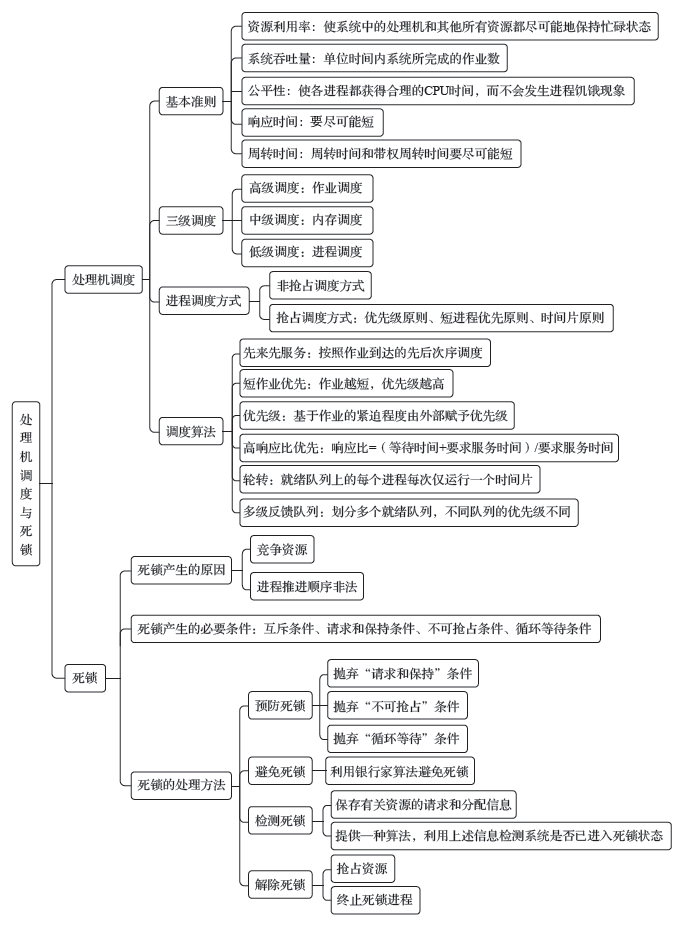 资源利用率：使系统中的处理机和其他所有资源都尽可能地保持忙碌状态
系统吞吐量：单位时间内系统所完成的作业数
基本准则
公平性：使各进程都获得合理的CPU时间，而不会发生进程饥饿现象
响应时间：要尽可能短
周转时间：周转时间和带权周转时间要尽可能短
高级调度：作业调度
三级调度
中级调度：内存调度
低级调度：进程调度
处理机调度
非抢占调度方式
进程调度方式
抢占调度方式：优先级原则、短进程优先原则、时间片原则
先来先服务：按照作业到达的先后次序调度
短作业优先：作业越短，优先级越高
优先级：基于作业的紧迫程度由外部赋予优先级
调度算法
高响应比优先：响应比=（等待时间+要求服务时间）/要求服务时间
轮转：就绪队列上的每个进程每次仅运行一个时间片
多级反馈队列：划分多个就绪队列，不同队列的优先级不同
处理机调度与死锁
竞争资源
死锁产生的原因
进程推进顺序非法
死锁产生的必要条件：互斥条件、请求和保持条件、不可抢占条件、循环等待条件
死锁
抛弃“请求和保持”条件
预防死锁
抛弃“不可抢占”条件
抛弃“循环等待”条件
避免死锁
利用银行家算法避免死锁
死锁的处理方法
保存有关资源的请求和分配信息
检测死锁
提供一种算法，利用上述信息检测系统是否已进入死锁状态
抢占资源
解除死锁
终止死锁进程